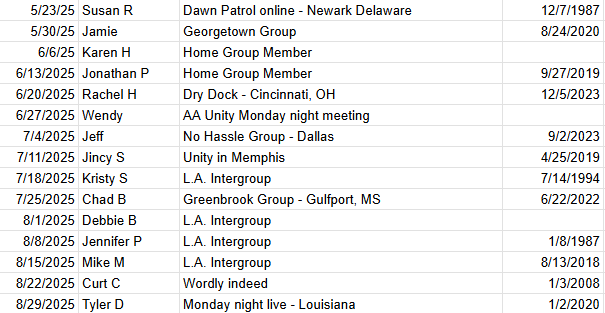 5/23/25 Susan R Dawn Patrol online - Newark Delaware 12/7/1987
5/30/25 Jamie Georgetown Group 8/24/2020
6/6/25 Karen H Home Group Member
6/13/2025 Jonathan P Home Group Member 9/27/2019
6/20/2025 Rachel H Dry Dock - Cincinnati, OH 12/5/2023
6/27/2025 Wendy AA Unity Monday night meeting
7/4/2025 Jeff No Hassle Group - Dallas 9/2/2023
7/11/2025 Jincy S Unity in Memphis 4/25/2019
7/18/2025 Kristy S L.A. Intergroup 7/14/1994
7/25/2025 Chad B Greenbrook Group - Gulfport, MS 6/22/2022
8/1/2025 Debbie B L.A. Intergroup
8/8/2025 Jennifer P L.A. Intergroup 1/8/1987
8/15/2025 Mike M L.A. Intergroup 8/13/2018
8/22/2025 Curt C Wordly indeed 1/3/2008
8/29/2025 Tyler D Monday night live - Louisiana 1/2/2020